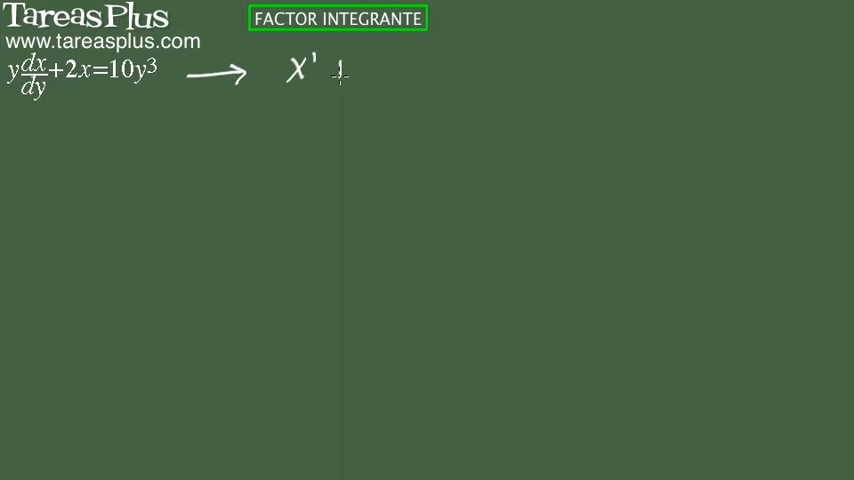 TareasPlus
FACTOR INTEGRANTE
www.tareasplus.com
y dx/dy +2x=10y³ → x' +